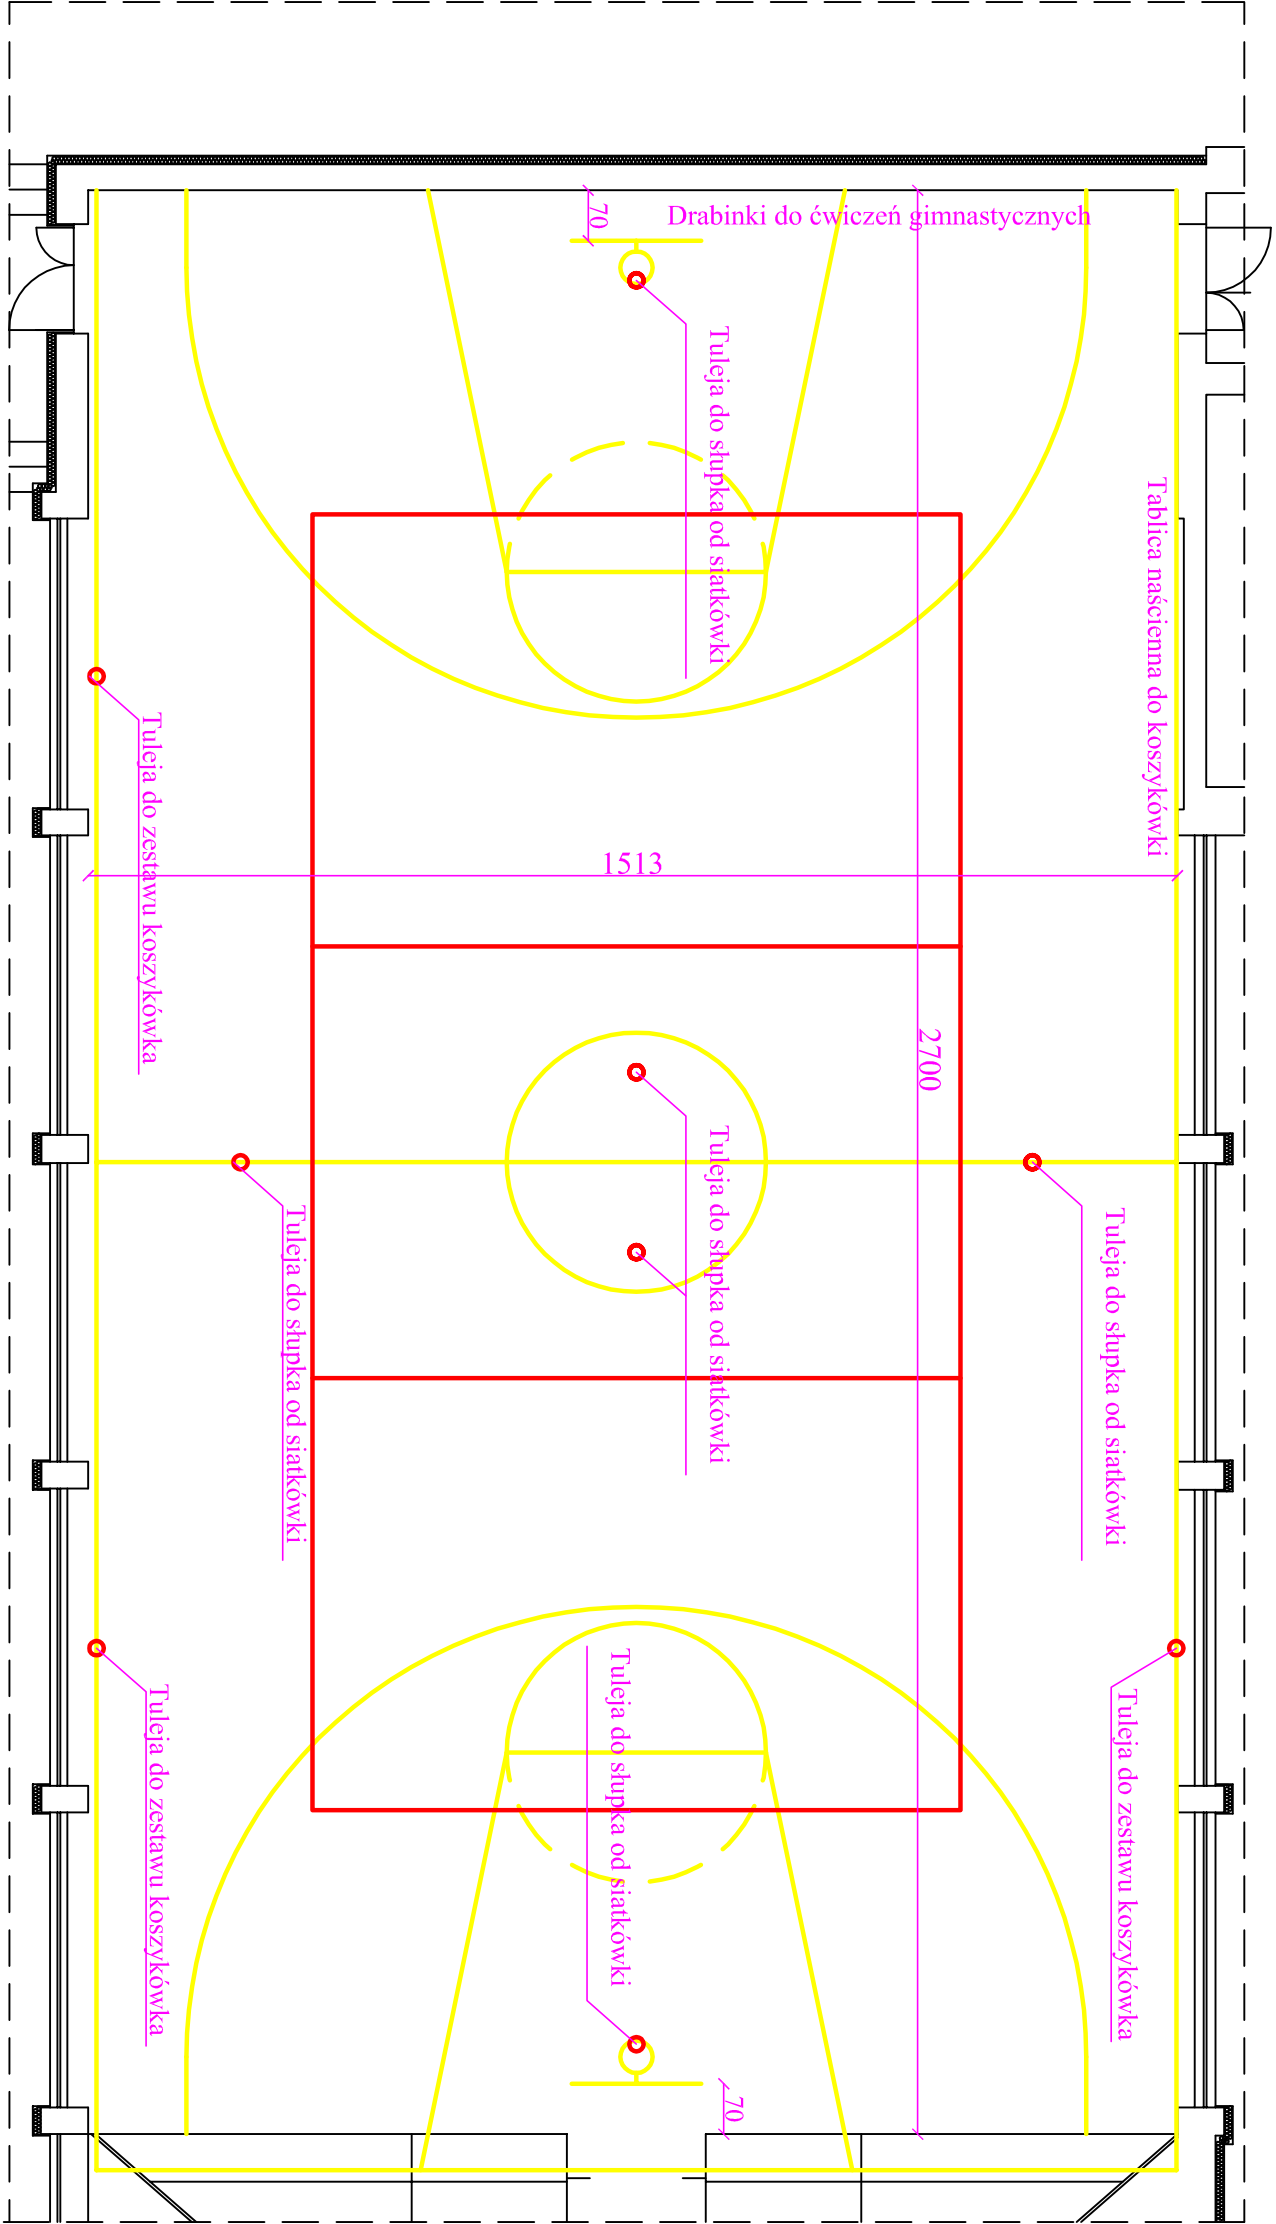 70
Drabinki do ćwiczeń gimnastycznych
Tuleja do słupka od siatkówki
Tablica naścienna do koszykówki
Tuleja do zestawu koszykówka
1513
2700
Tuleja do słupka od siatkówki
Tuleja do słupka od siatkówki
Tuleja do słupka od siatkówki
Tuleja do słupka od siatkówki
Tuleja do zestawu koszykówka
Tuleja do zestawu koszykówka
70